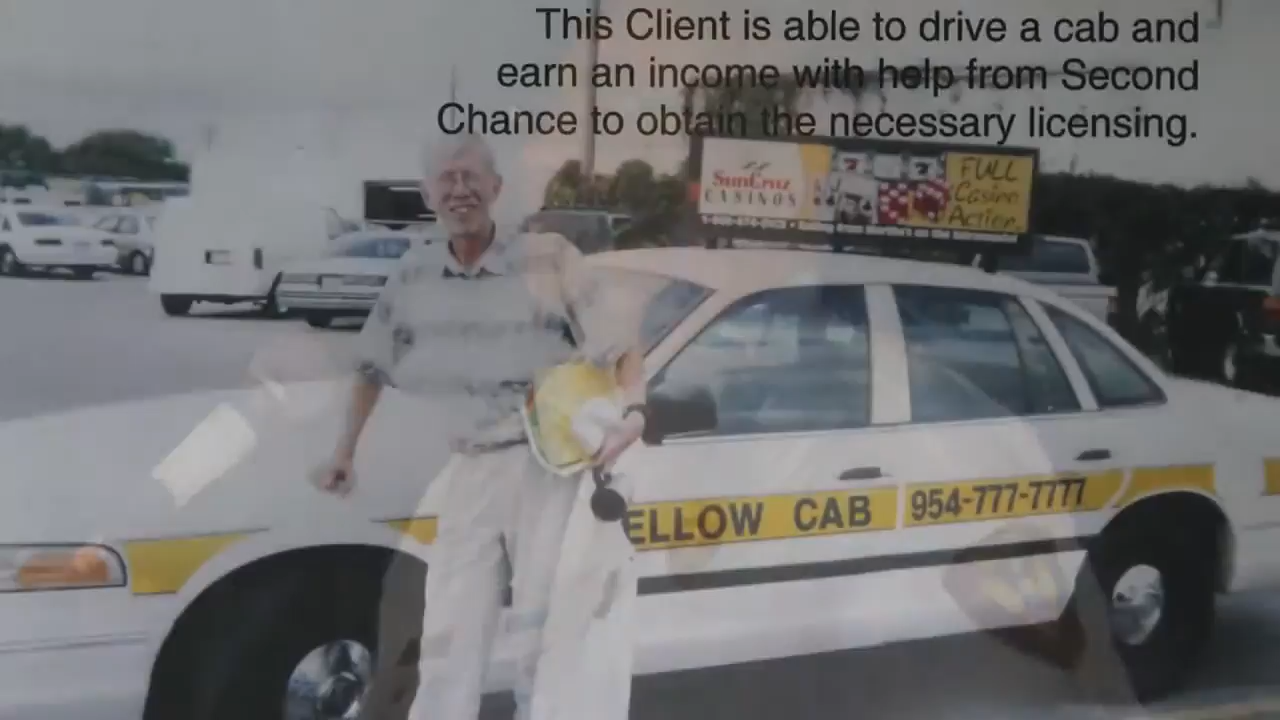 This Client is able to drive a cab and
earn an income with help from Second
Chance to obtain the necessary licensing.
SunCruz
CASINOS
FULL
Casino
Action
ELLOW CAB 954-777-7777